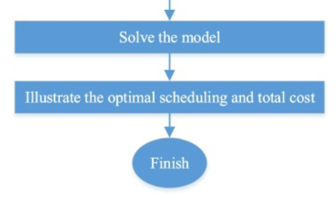 Solve the model
Illustrate the optimal scheduling and total cost
Finish